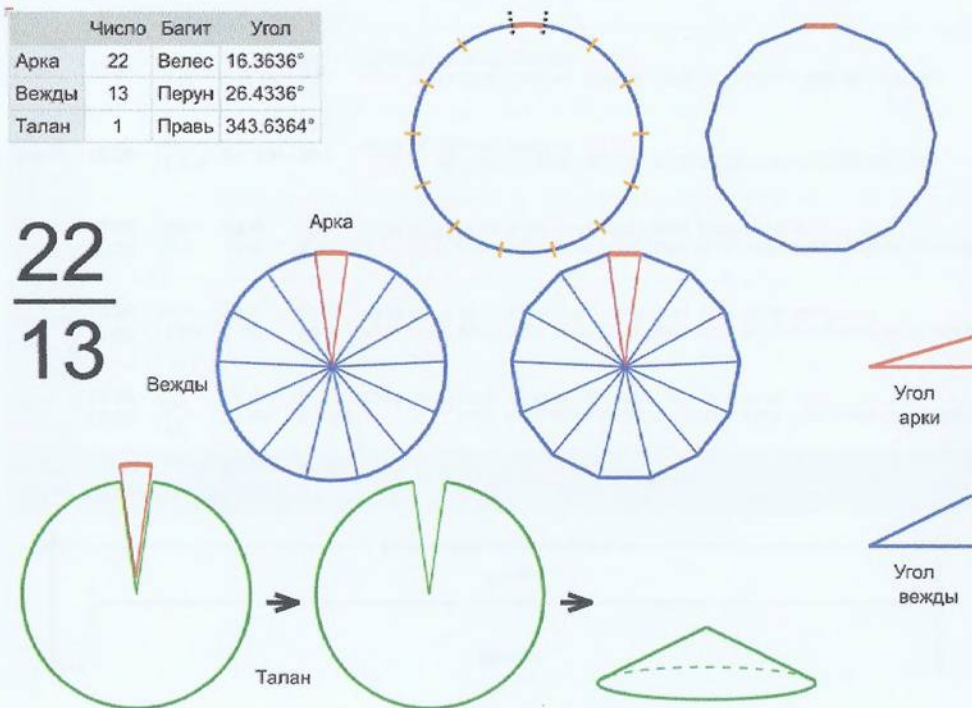 Число Багит Угол
Арка 22 Велес 16.3636°
Вежды 13 Перун 26.4336°
Талан 1 Правь 343.6364°
22
13
Арка
Вежды
Угол
арки
Угол
вежды
Талан